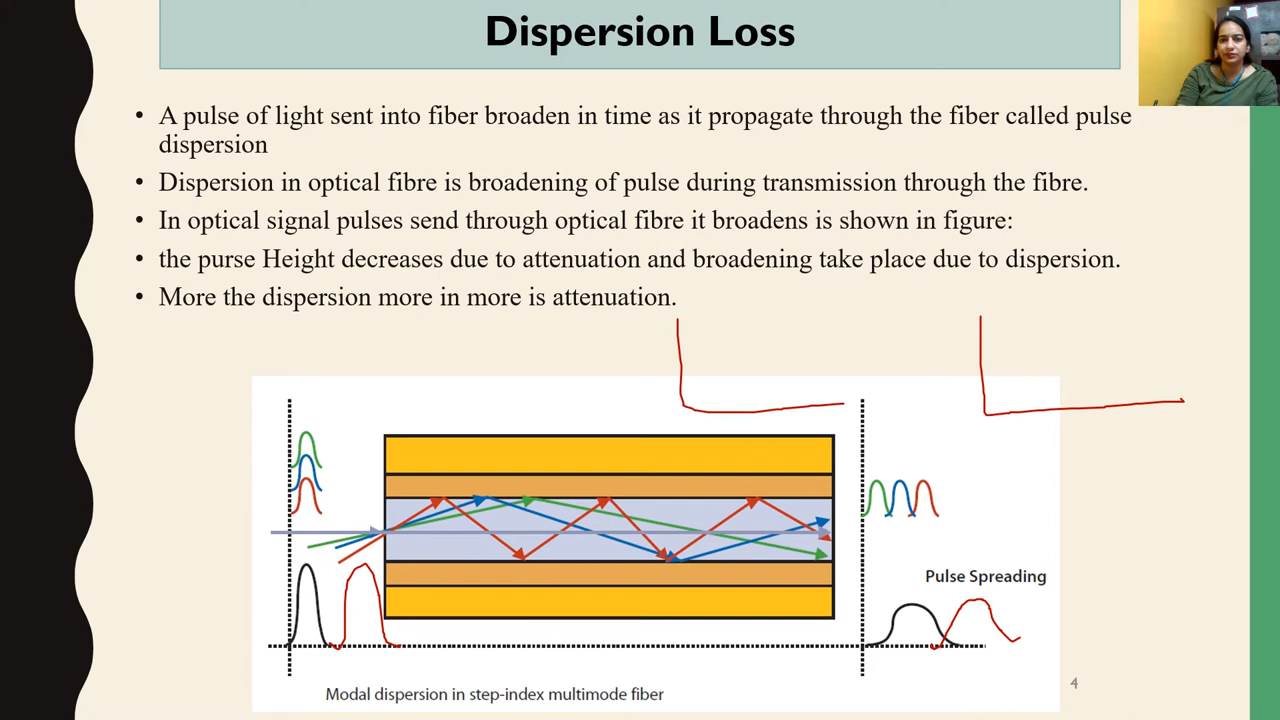 Dispersion Loss
• A pulse of light sent into fiber broaden in time as it propagate through the fiber called pulse
dispersion
• Dispersion in optical fibre is broadening of pulse during transmission through the fibre.
• In optical signal pulses send through optical fibre it broadens is shown in figure:
• the purse Height decreases due to attenuation and broadening take place due to dispersion.
• More the dispersion more in more is attenuation.
Pulse Spreading
Modal dispersion in step-index multimode fiber
4